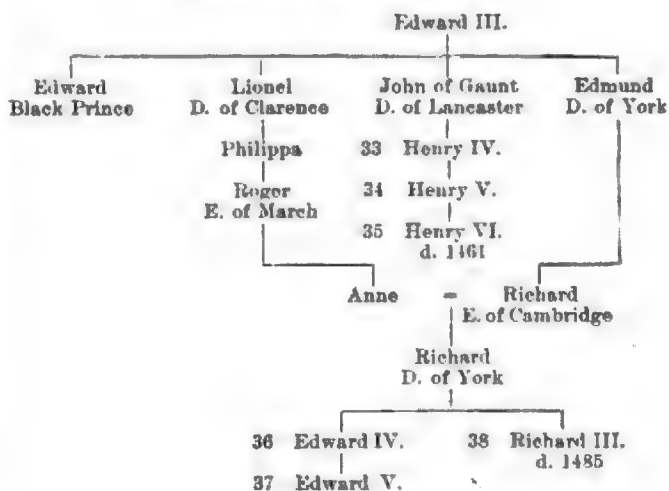 Edward III.
Edward
Black Prince
Lionel
D. of Clarence
John of Gaunt
D. of Lancaster
Edmund
D. of York
Philippa
33 Henry IV.
Roger
E. of March
34 Henry V.
35 Henry VI.
d. 1461
Anne = Richard
E. of Cambridge
Richard
D. of York
36 Edward IV.
38 Richard III.
d. 1485
37 Edward V.